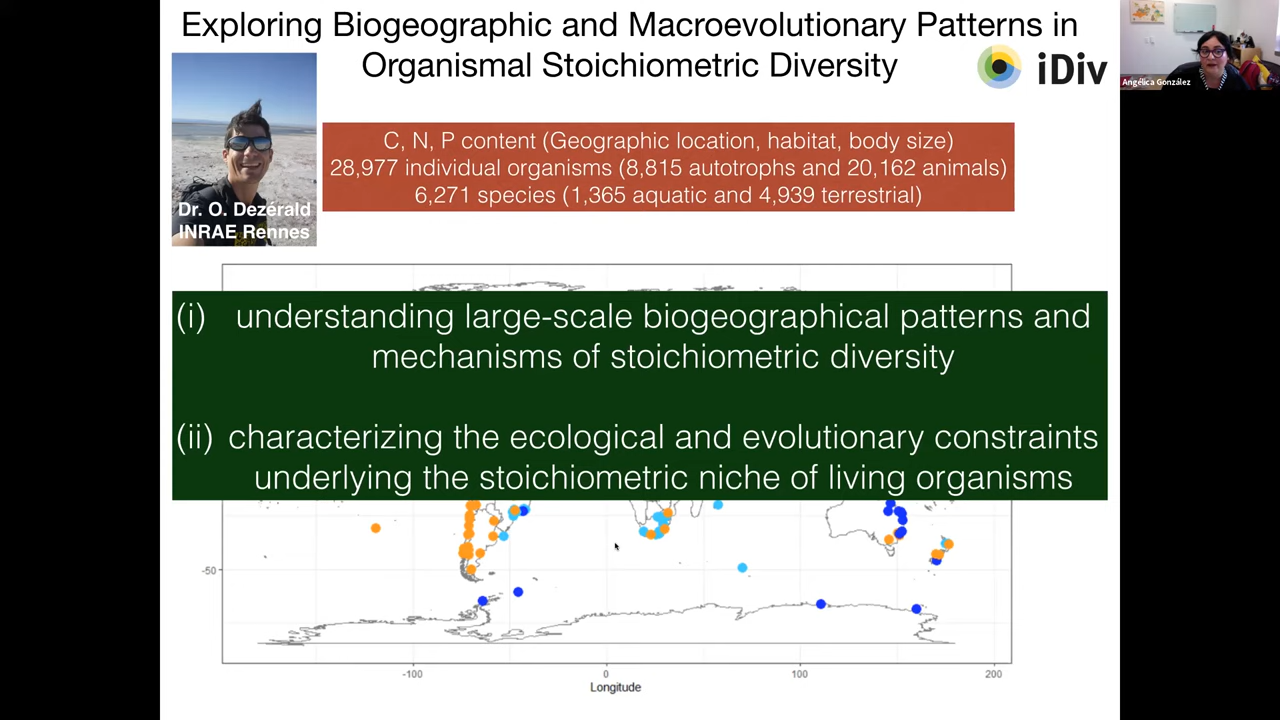 Exploring Biogeographic and Macroevolutionary Patterns in
Organismal Stoichiometric Diversity
iDiv
Angélica González
C, N, P content (Geographic location, habitat, body size)
28,977 individual organisms (8,815 autotrophs and 20,162 animals)
6,271 species (1,365 aquatic and 4,939 terrestrial)
Dr. O. Dezérald
INRAE Rennes
(i) understanding large-scale biogeographical patterns and
mechanisms of stoichiometric diversity
(ii) characterizing the ecological and evolutionary constraints
underlying the stoichiometric niche of living organisms
-50
-100 0 100 200
Longitude